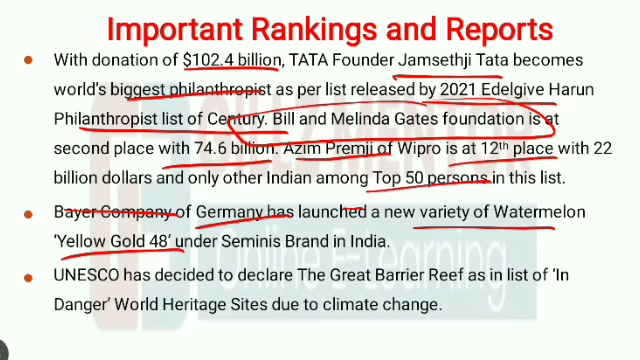 Important Rankings and Reports
With donation of $102.4 billion, TATA Founder Jamsethji Tata becomes
world's biggest philanthropist as per list released by 2021 Edelgive Harun
Philanthropist list of Century. Bill and Melinda Gates foundation is at
second place with 74.6 billion. Azim Premji of Wipro is at 12th place with 22
billion dollars and only other Indian among Top 50 persons in this list.
Bayer Company of Germany has launched a new variety of Watermelon
'Yellow Gold 48' under Seminis Brand in India.
UNESCO has decided to declare The Great Barrier Reef as in list of 'In
Danger' World Heritage Sites due to climate change.
Online E-Learning